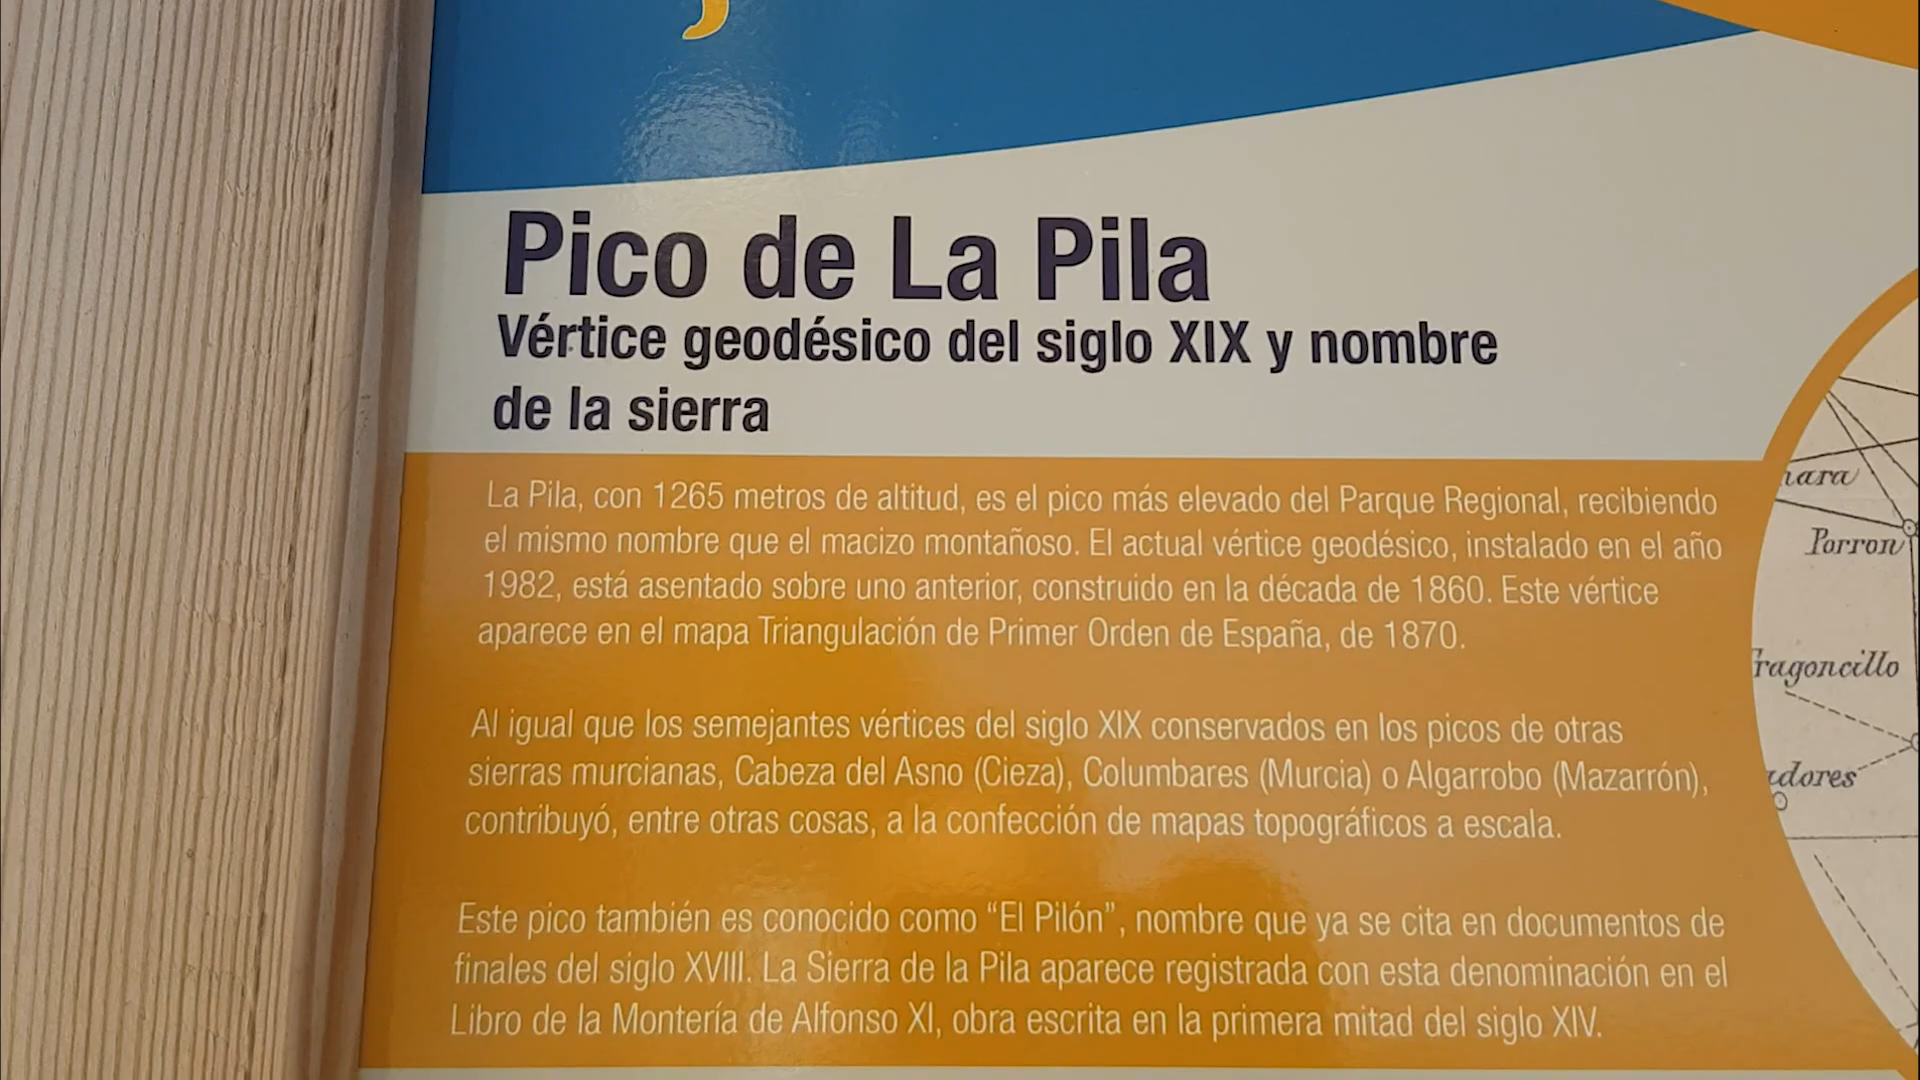 Pico de La Pila
Vértice geodésico del siglo XIX y nombre
de la sierra
La Pila, con 1265 metros de altitud, es el pico más elevado del Parque Regional, recibiendo
el mismo nombre que el macizo montañoso. El actual vértice geodésico, instalado en el año
1982, está asentado sobre uno anterior, construido en la década de 1860. Este vértice
aparece en el mapa Triangulación de Primer Orden de España, de 1870.
Al igual que los semejantes vértices del siglo XIX conservados en los picos de otras
sierras murcianas, Cabeza del Asno (Cieza), Columbares (Murcia) o Algarrobo (Mazarrón),
contribuyó, entre otras cosas, a la confección de mapas topográficos a escala.
Este pico también es conocido como “El Pilón”, nombre que ya se cita en documentos de
finales del siglo XVIII. La Sierra de la Pila aparece registrada con esta denominación en el
Libro de la Montería de Alfonso XI, obra escrita en la primera mitad del siglo XIV.
Porron